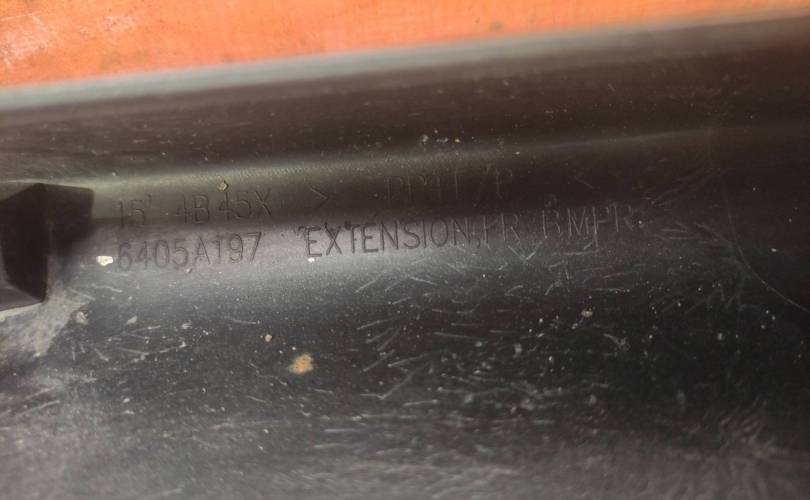 15' 4B45X > <
6405A197 EXTENSION,FR BMPR